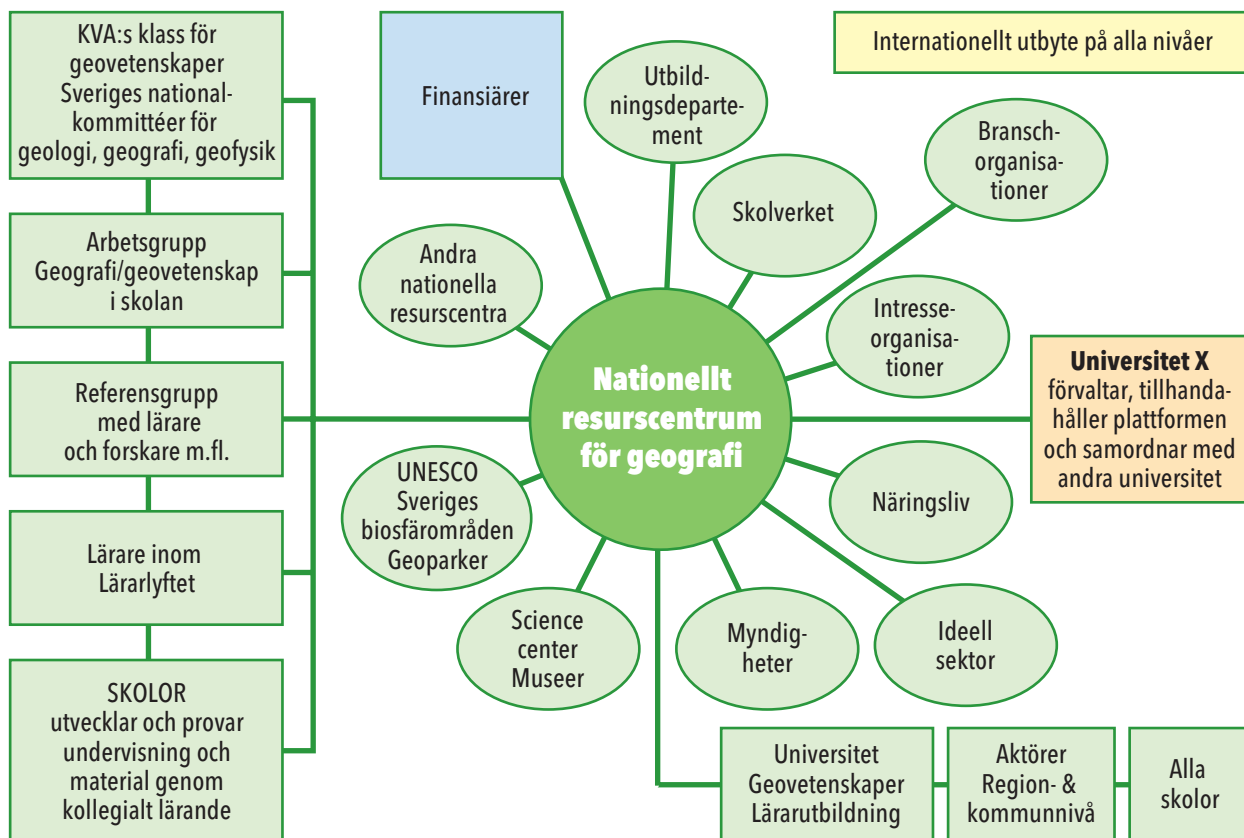 KVA:s klass för
geovetenskaper
Sveriges national-
kommittéer för
geologi, geografi, geofysik
Arbetsgrupp
Geografi/geovetenskap
i skolan
Referensgrupp
med lärare
och forskare m.fl.
Lärare inom
Lärarlyftet
SKOLOR
utvecklar och provar
undervisning och
material genom
kollegialt lärande
Finansiärer
Utbild-
ningsdeparte-
ment
Internationellt utbyte på alla nivåer
Bransch-
organisa-
tioner
Skolverket
Andra
nationella
resurscentra
Intresse-
organisa-
tioner
Nationellt
resurscentrum
för geografi
Universitet X
förvaltar, tillhanda-
håller plattformen
och samordnar med
andra universitet
UNESCO
Sveriges
biosfärområden
Geoparker
Näringsliv
Science
center
Museer
Myndig-
heter
Ideell
sektor
Universitet
Geovetenskaper
Lärarutbildning
Aktörer
Region- &
kommunnivå
Alla
skolor